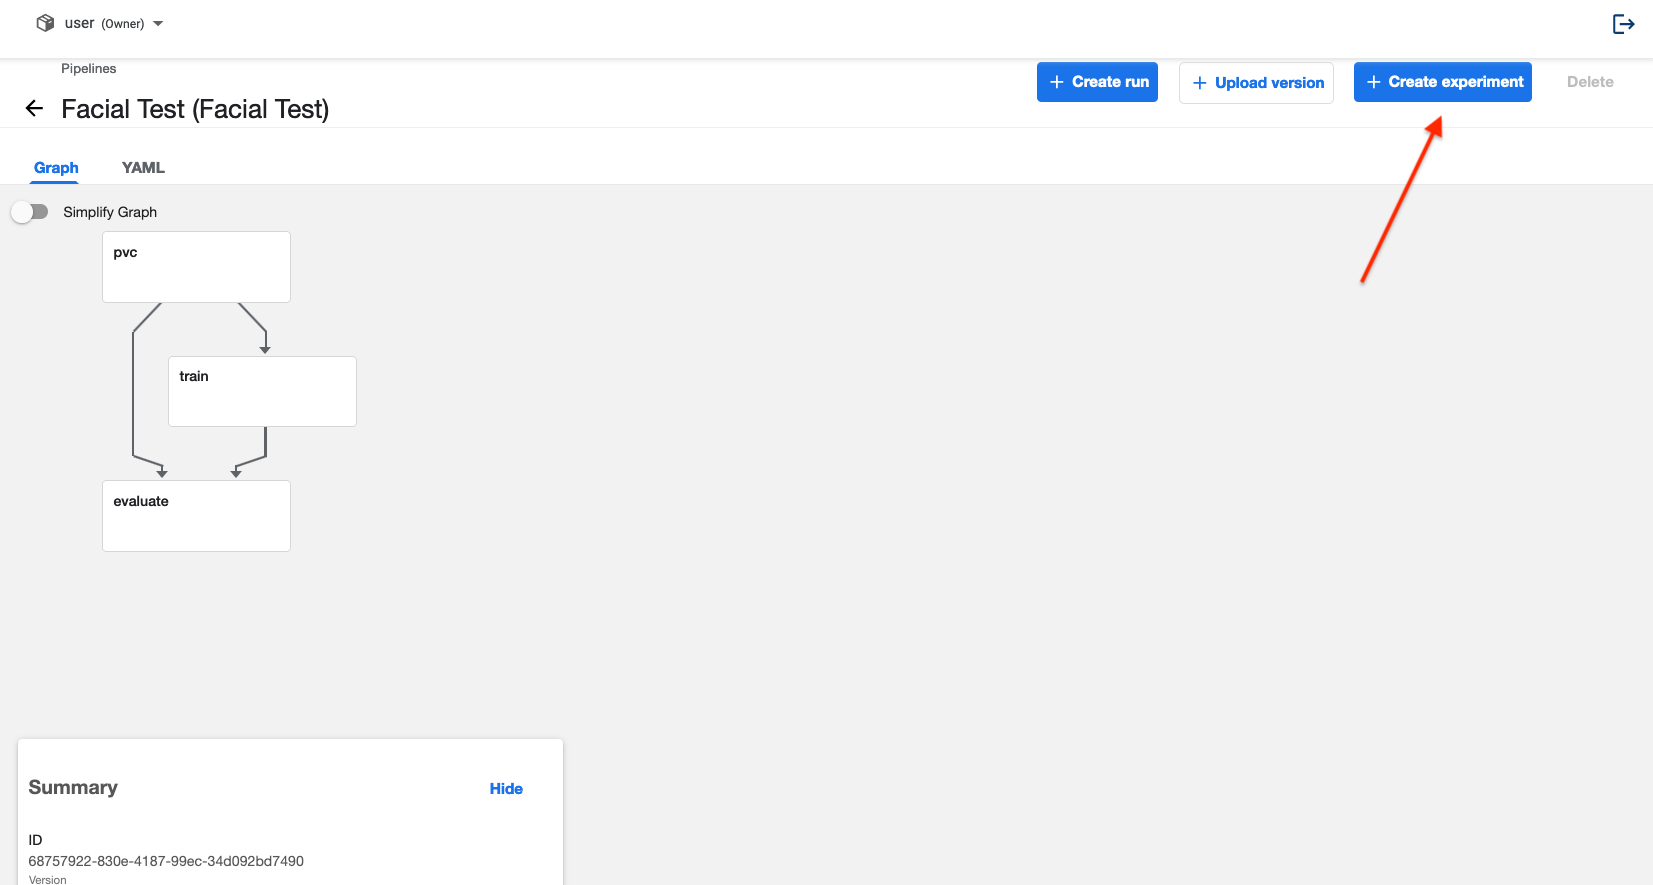 user (Owner)
Pipelines
Facial Test (Facial Test)
+ Create run
+ Upload version
+ Create experiment
Delete
Graph
YAML
Simplify Graph
pvc
train
evaluate
Summary
Hide
ID
68757922-830e-4187-99ec-34d092bd7490
Version